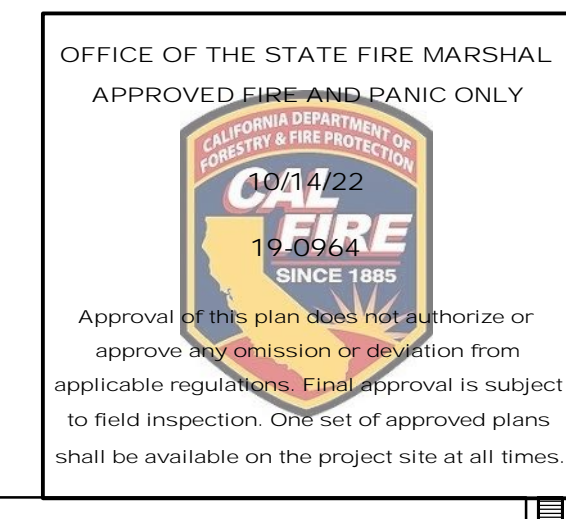 OFFICE OF THE STATE FIRE MARSHAL
APPROVED FIRE AND PANIC ONLY
CALIFORNIA DEPARTMENT OF
FORESTRY & FIRE PROTECTION
CAL
10/14/22
FIRE
19-0964
SINCE 1885
Approval of this plan does not authorize or
approve any omission or deviation from
applicable regulations. Final approval is subject
to field inspection. One set of approved plans
shall be available on the project site at all times.